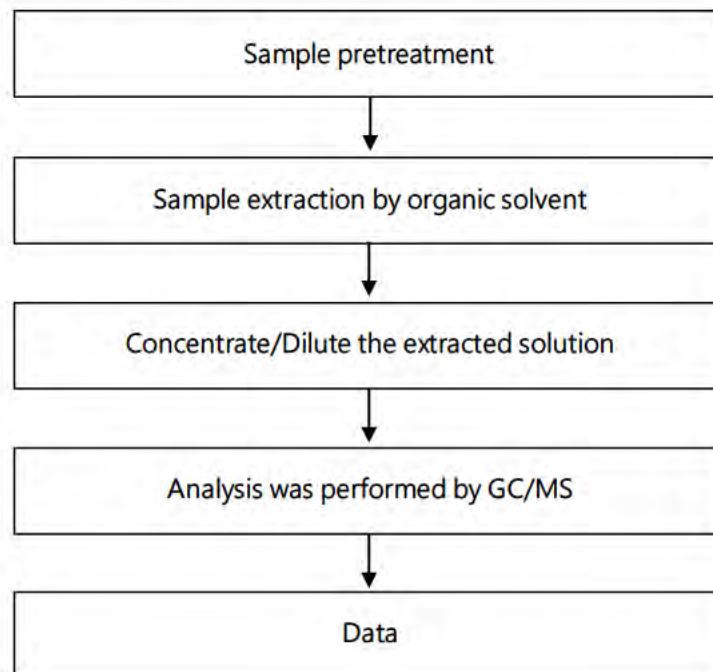 Sample pretreatment
Sample extraction by organic solvent
Concentrate/Dilute the extracted solution
Analysis was performed by GC/MS
Data